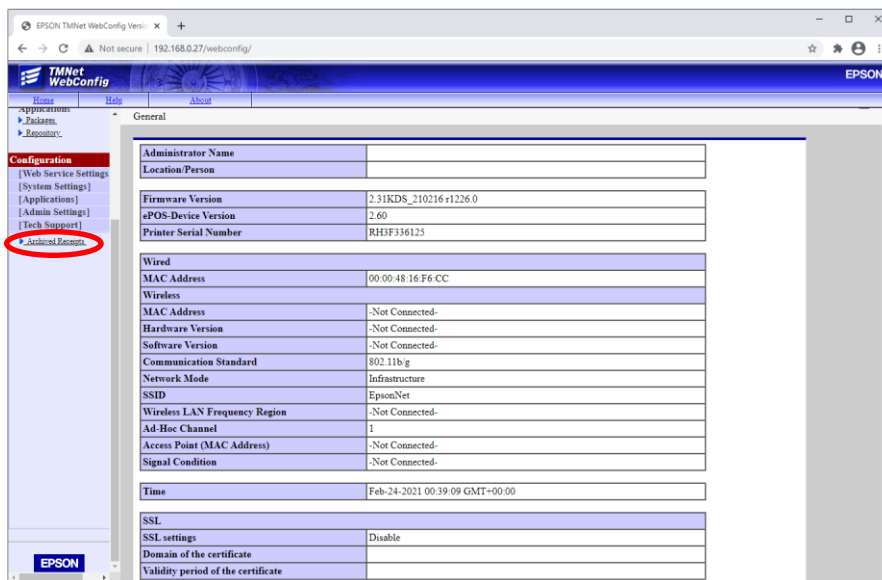 EPSON TMNet WebConfig Versio
Not secure | 192.168.0.27/webconfig/
TMNet
WebConfig
EPSON
Home Help About
Applications
Packages
Repository
Configuration
[Web Service Settings
[System Settings]
[Applications]
[Admin Settings]
[Tech Support]
Archived Receipts
EPSON
General
Administrator Name
Location/Person
Firmware Version 2.31KDS_210216 r1226.0
ePOS-Device Version 2.60
Printer Serial Number RH3F336125
Wired
MAC Address 00:00:48:16:F6:CC
Wireless
MAC Address -Not Connected-
Hardware Version -Not Connected-
Software Version -Not Connected-
Communication Standard 802.11b/g
Network Mode Infrastructure
SSID EpsonNet
Wireless LAN Frequency Region -Not Connected-
Ad-Hoc Channel 1
Access Point (MAC Address) -Not Connected-
Signal Condition -Not Connected-
Time Feb-24-2021 00:39:09 GMT+00:00
SSL
SSL settings Disable
Domain of the certificate
Validity period of the certificate